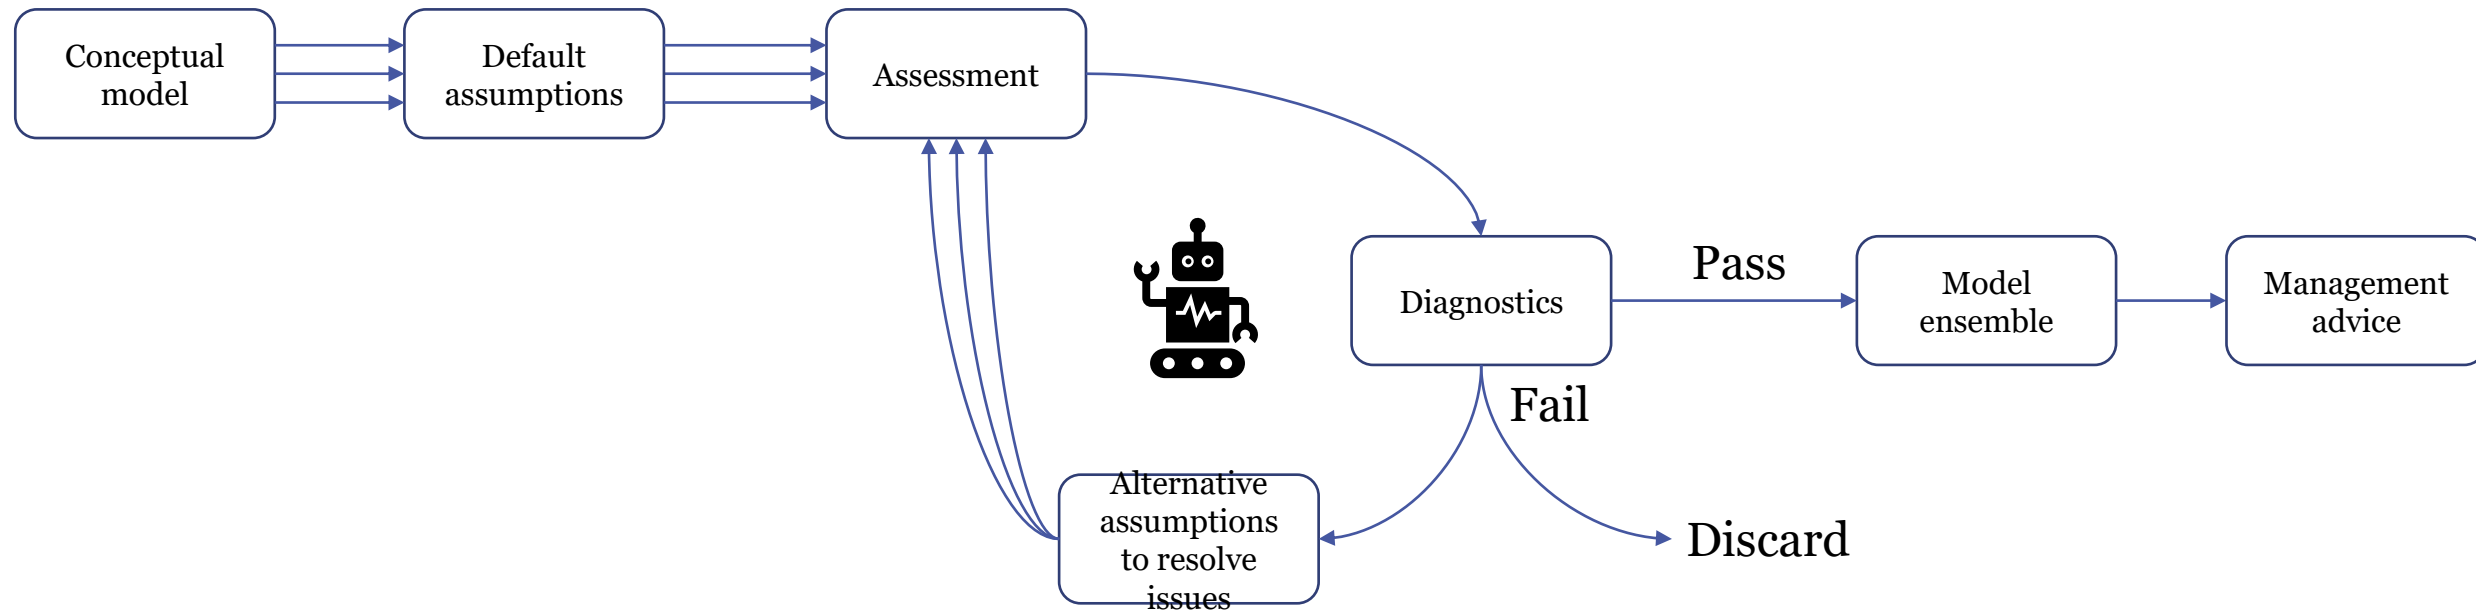 Conceptual
model
Default
assumptions
Assessment
Diagnostics
Pass
Model
ensemble
Management
advice
Fail
Alternative
assumptions
to resolve
issues
Discard